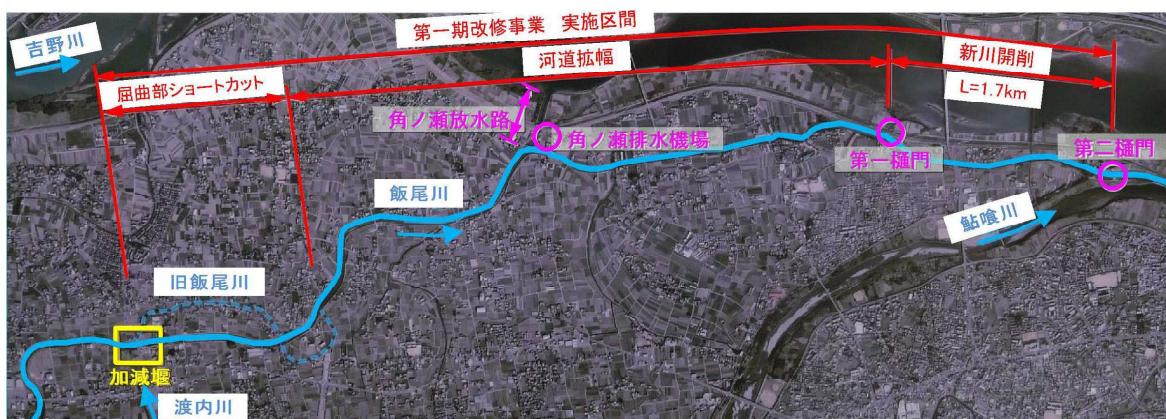 第一期改修事業 実施区間
吉野川
河道拡幅
新川開削
屈曲部ショートカット
L=1.7km
角ノ瀬放水路
角ノ瀬排水機場
第一樋門
第二樋門
飯尾川
鮎喰川
旧飯尾川
加減堰
渡内川